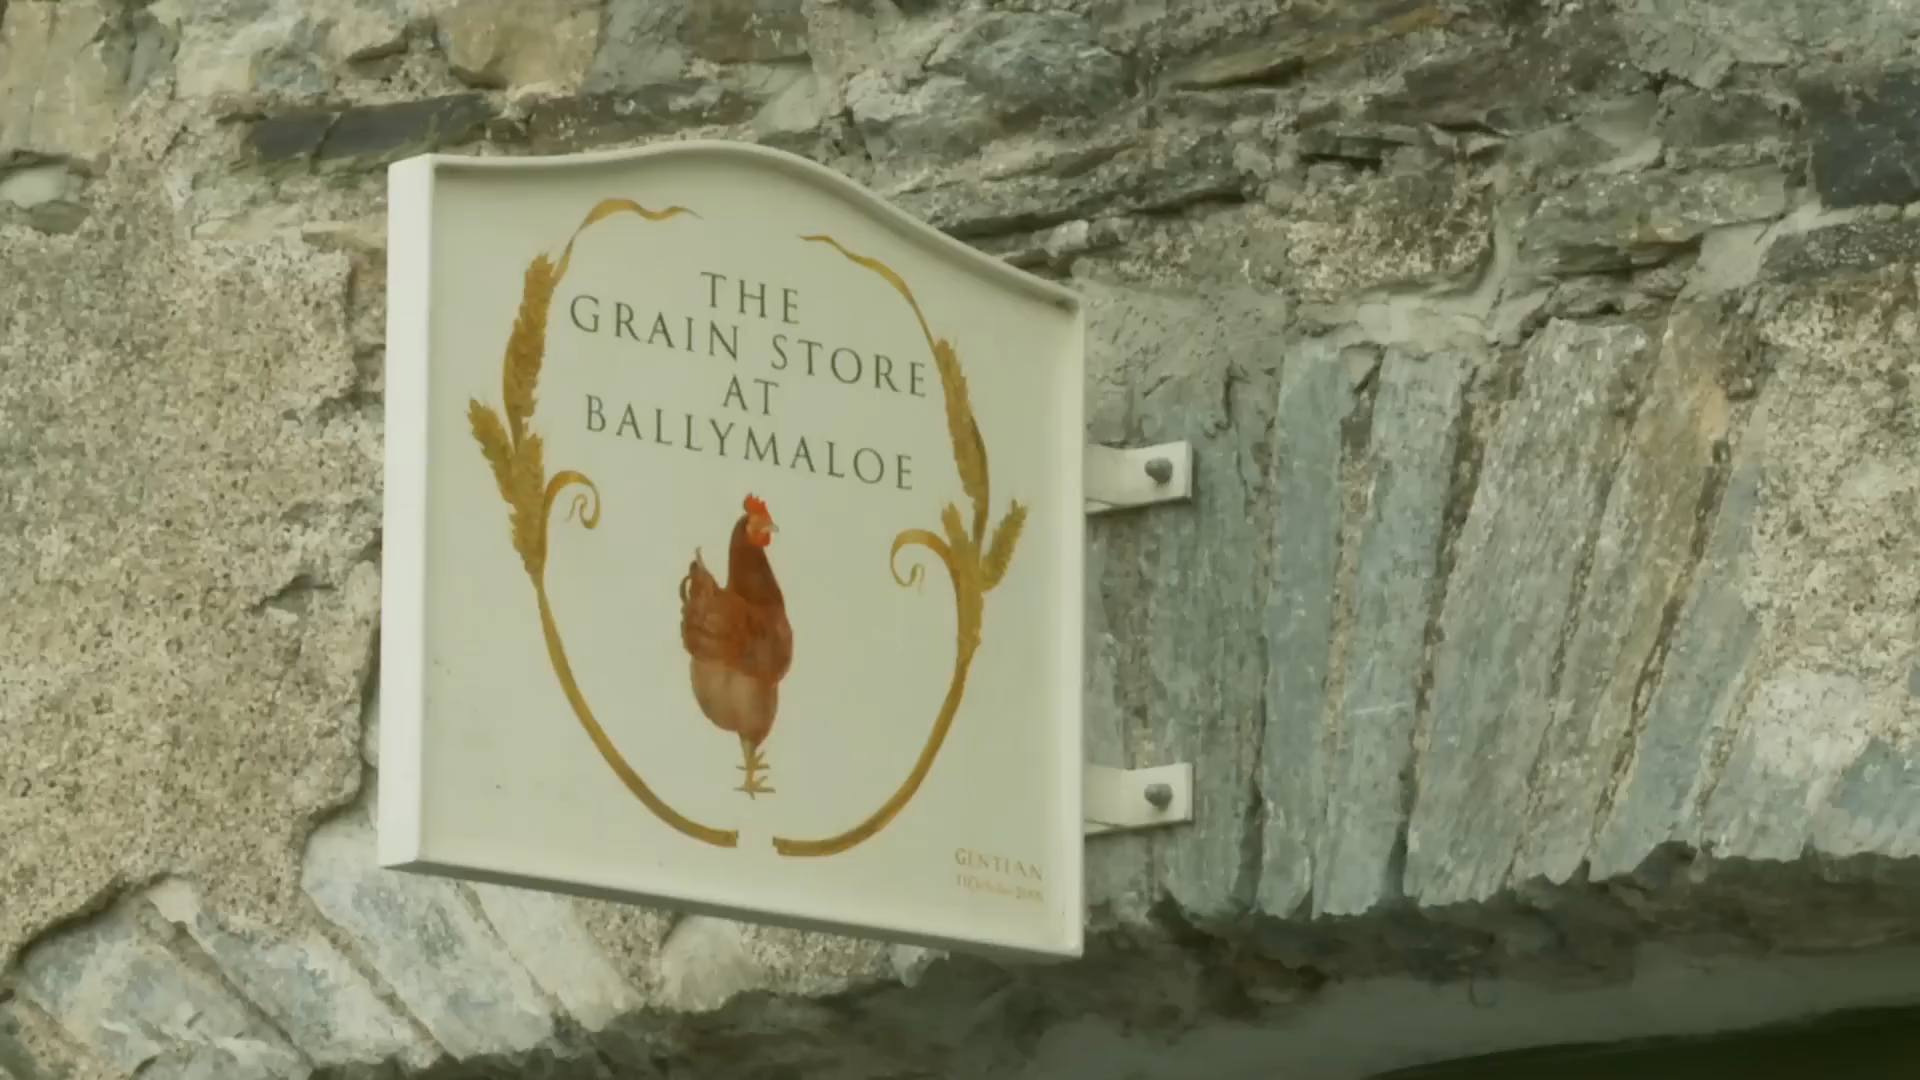 THE
GRAIN STORE
AT
BALLYMALOE
GENTIAN